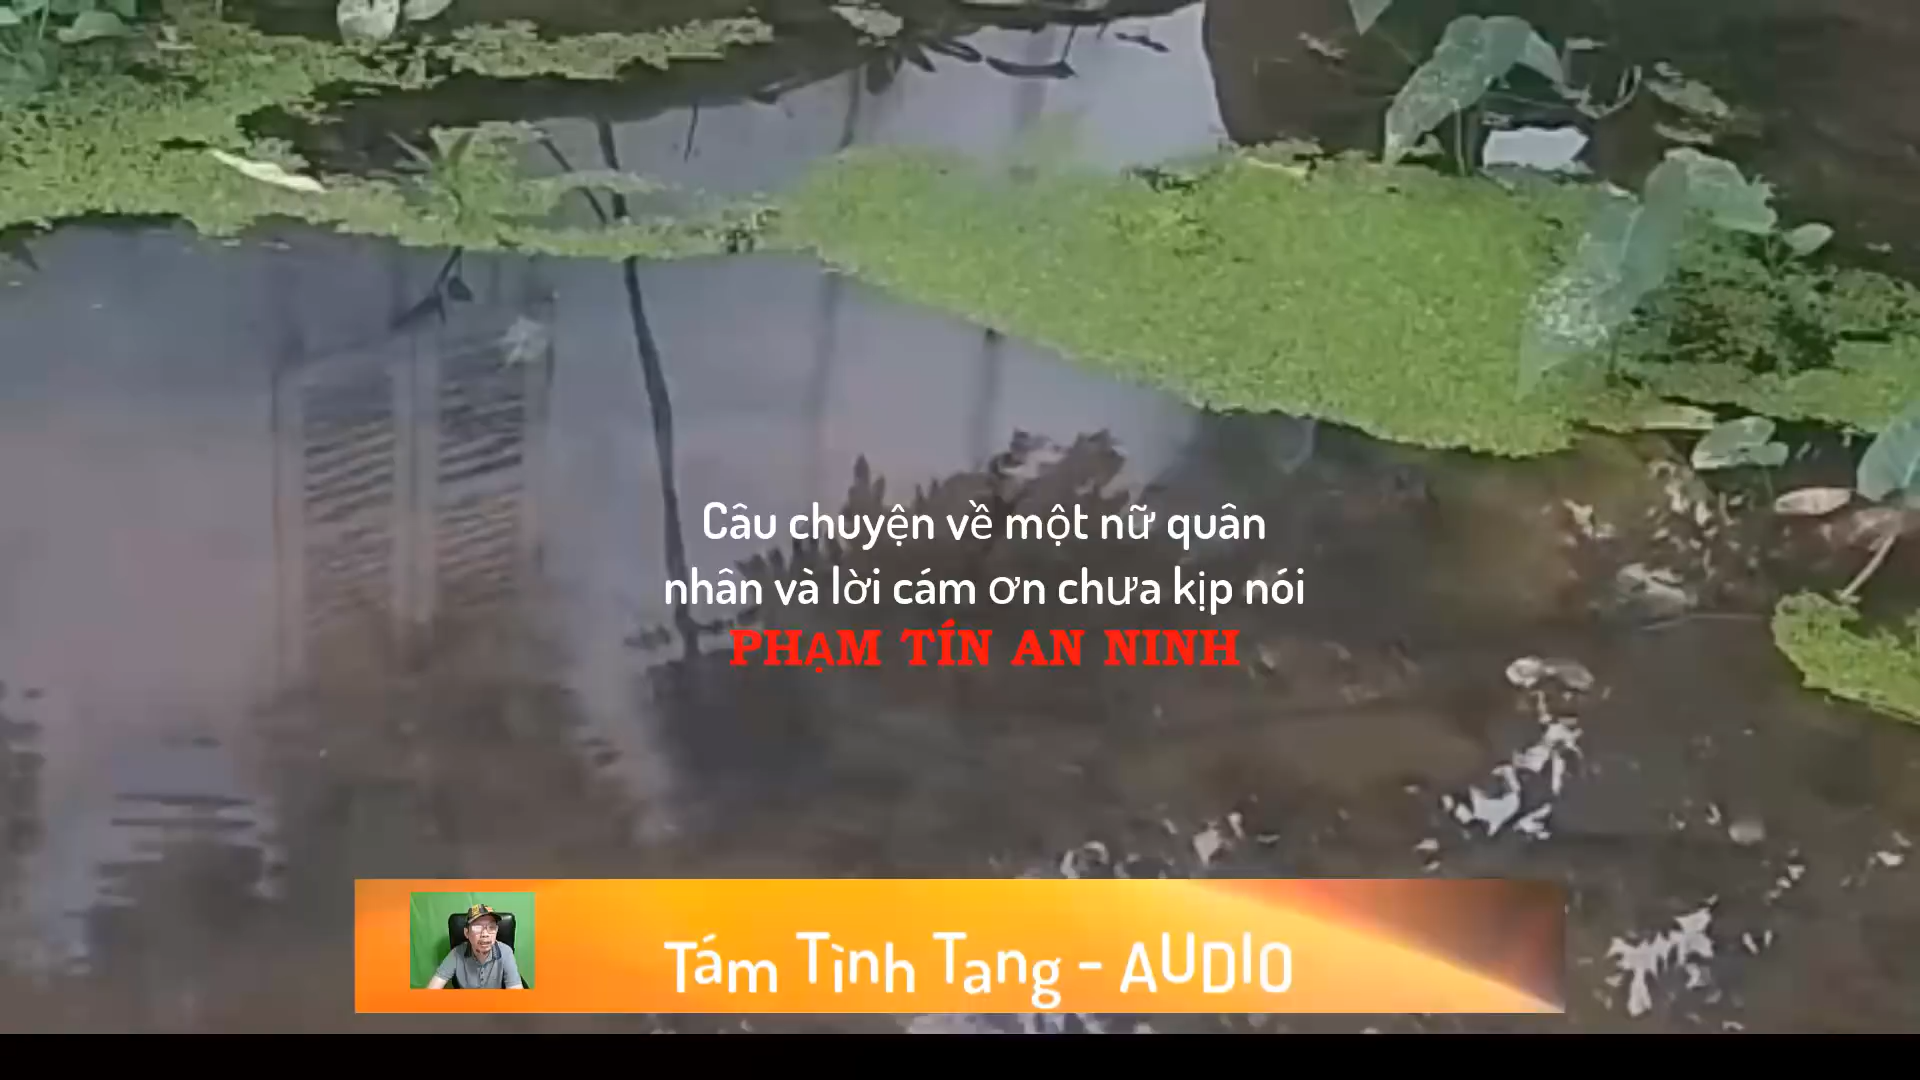 Câu chuyện về một nữ quân
nhân và lời cám ơn chưa kịp nói
PHẠM TÍN AN NINH
Tám Tình Tang - AUDIO